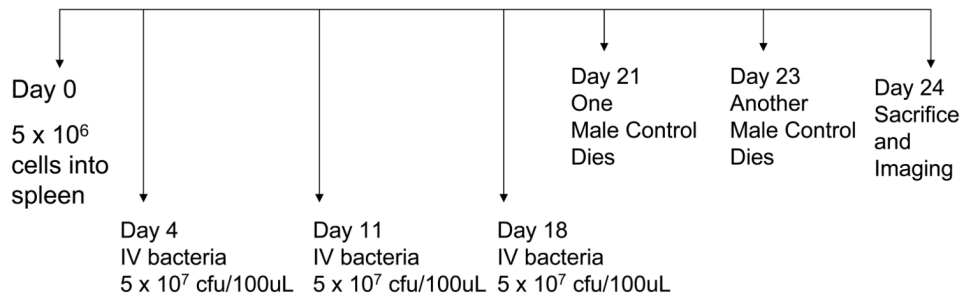 Day 0
5 x 10⁶
cells into
spleen
Day 4
IV bacteria
5 x 10⁷ cfu/100uL
Day 11
IV bacteria
5 x 10⁷ cfu/100uL
Day 18
IV bacteria
5 x 10⁷ cfu/100uL
Day 21
One
Male Control
Dies
Day 23
Another
Male Control
Dies
Day 24
Sacrifice
and
Imaging